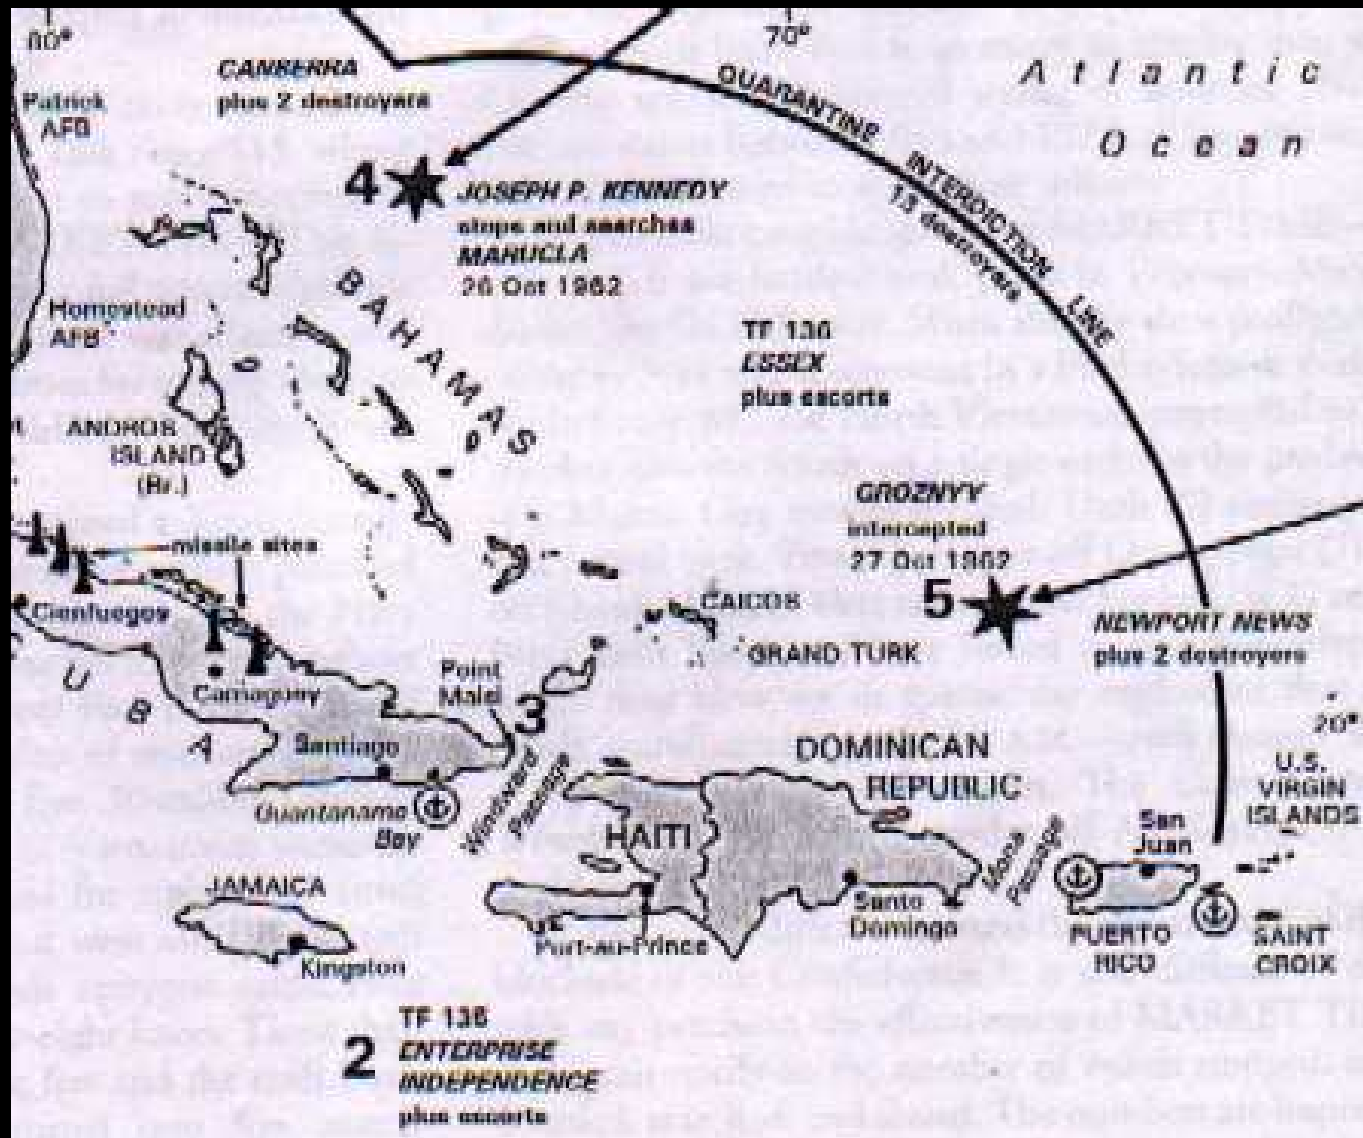 80°
70°
CANBERRA
plus 2 destroyers
Atlantic
Ocean
QUARANTINE INTERDICTION LINE
13 destroyers
Patrick
AFB
4
JOSEPH P. KENNEDY
stops and searches
MARUCLA
26 Oct 1962
BAHAMAS
Homestead
AFB
TF 136
ESSEX
plus escorts
ANDROS
ISLAND
(Br.)
GROZNYY
intercepted
27 Oct 1962
5
missile sites
Cienfuegos
CAICOS
GRAND TURK
NEWPORT NEWS
plus 2 destroyers
Point
3
Camaguey
UBA
20°
Santiago
DOMINICAN
REPUBLIC
U.S.
VIRGIN
ISLANDS
Guantanamo
Bay
Windward
Passage
HAITI
Mona
Passage
San
Juan
JAMAICA
Kingston
Port-Au-Prince
Santo
Domingo
PUERTO
RICO
SAINT
CROIX
2
TF 136
ENTERPRISE
INDEPENDENCE
plus escorts